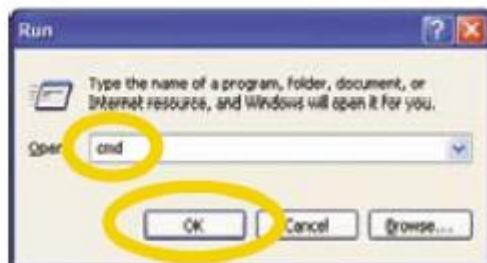 Run
Type the name of a program, folder, document, or
Internet resource, and Windows will open it for you.
Open
cmd
OK
Cancel
Browse...